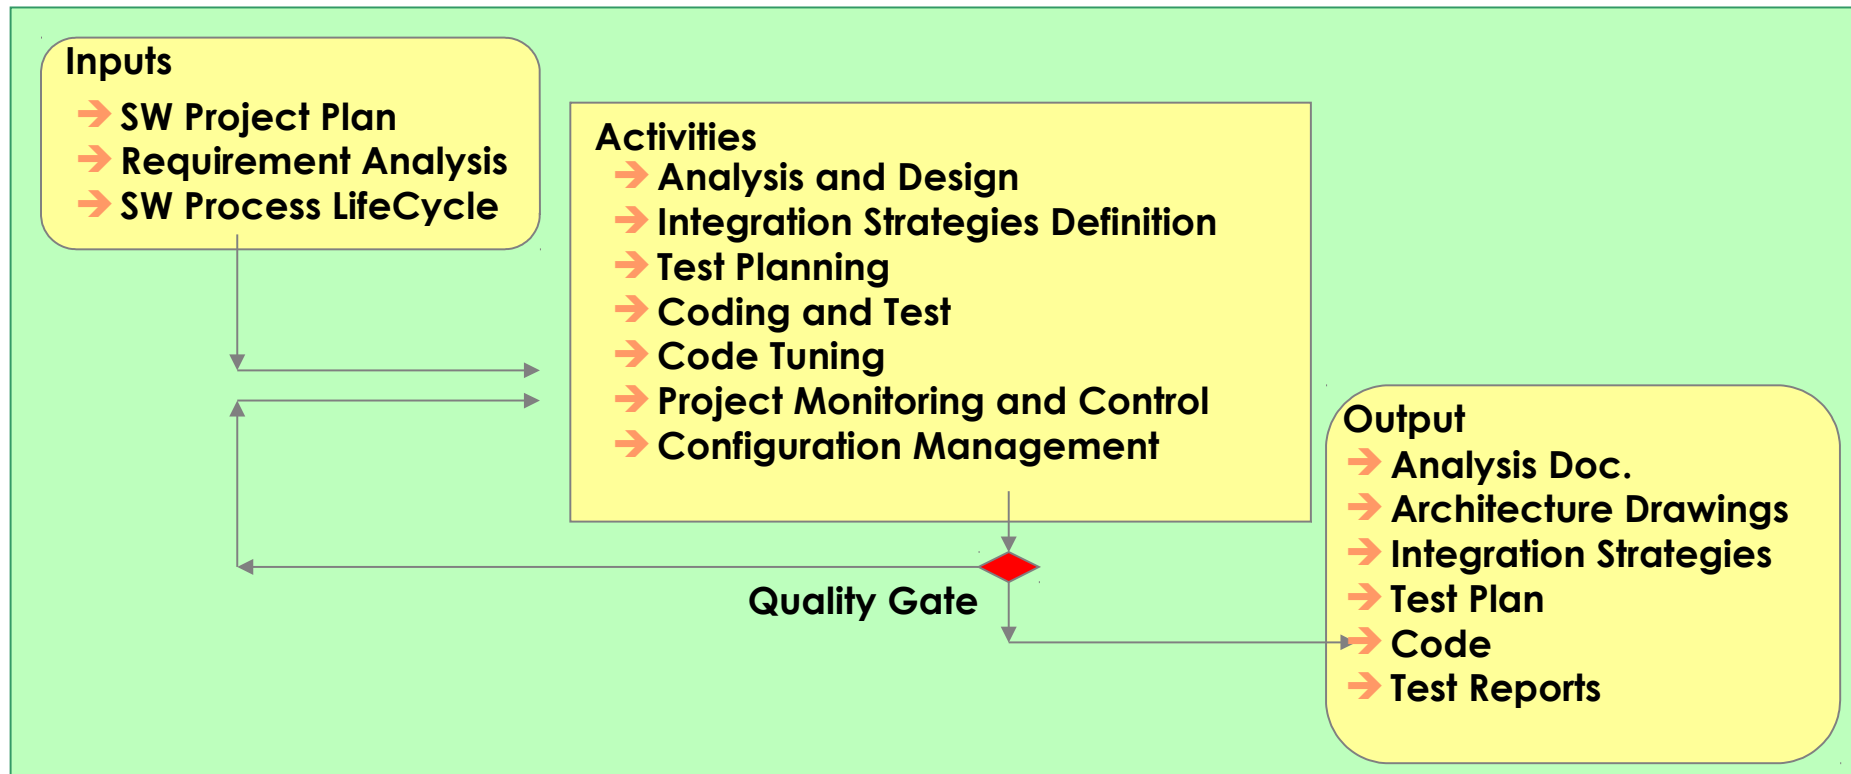 Inputs
SW Project Plan
Requirement Analysis
SW Process LifeCycle
Activities
Analysis and Design
Integration Strategies Definition
Test Planning
Coding and Test
Code Tuning
Project Monitoring and Control
Configuration Management
Quality Gate
Output
Analysis Doc.
Architecture Drawings
Integration Strategies
Test Plan
Code
Test Reports